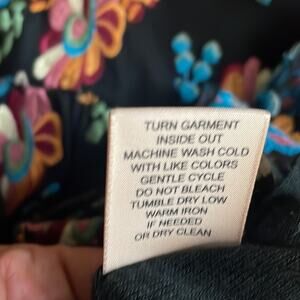 TURN GARMENT
INSIDE OUT
MACHINE WASH COLD
WITH LIKE COLORS
GENTLE CYCLE
DO NOT BLEACH
TUMBLE DRY LOW
WARM IRON
IF NEEDED
OR DRY CLEAN